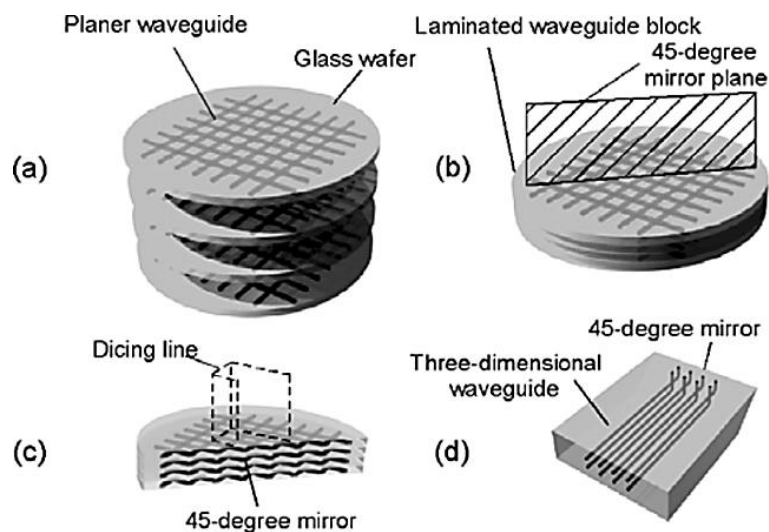 Planer waveguide
Glass wafer
(a)
Laminated waveguide block
45-degree
mirror plane
(b)
Dicing line
(c)
45-degree mirror
45-degree mirror
Three-dimensional
waveguide
(d)